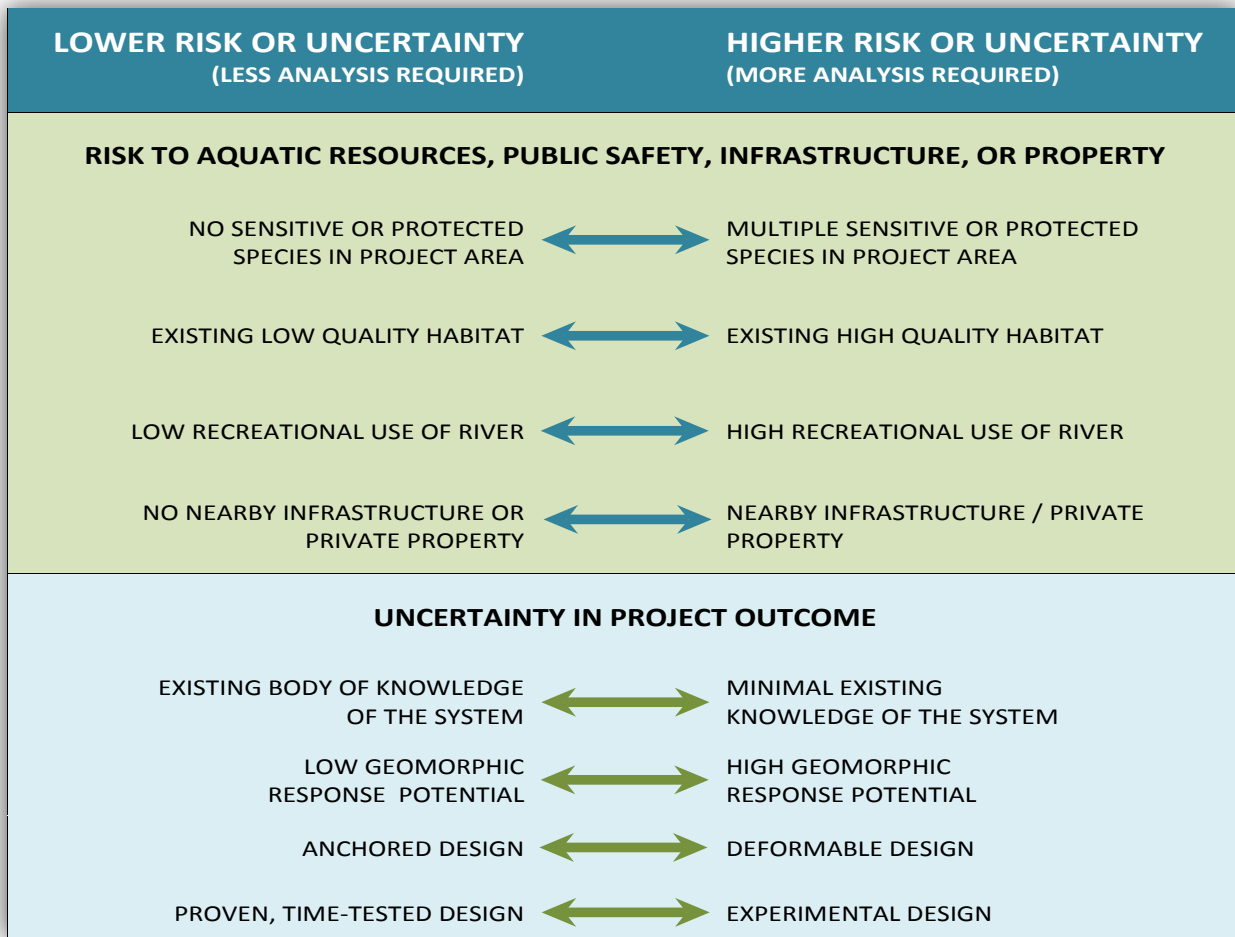 LOWER RISK OR UNCERTAINTY
(LESS ANALYSIS REQUIRED)
HIGHER RISK OR UNCERTAINTY
(MORE ANALYSIS REQUIRED)
RISK TO AQUATIC RESOURCES, PUBLIC SAFETY, INFRASTRUCTURE, OR PROPERTY
NO SENSITIVE OR PROTECTED
SPECIES IN PROJECT AREA
MULTIPLE SENSITIVE OR PROTECTED
SPECIES IN PROJECT AREA
EXISTING LOW QUALITY HABITAT
EXISTING HIGH QUALITY HABITAT
LOW RECREATIONAL USE OF RIVER
HIGH RECREATIONAL USE OF RIVER
NO NEARBY INFRASTRUCTURE OR
PRIVATE PROPERTY
NEARBY INFRASTRUCTURE / PRIVATE
PROPERTY
UNCERTAINTY IN PROJECT OUTCOME
EXISTING BODY OF KNOWLEDGE
OF THE SYSTEM
MINIMAL EXISTING
KNOWLEDGE OF THE SYSTEM
LOW GEOMORPHIC
RESPONSE POTENTIAL
HIGH GEOMORPHIC
RESPONSE POTENTIAL
ANCHORED DESIGN
DEFORMABLE DESIGN
PROVEN, TIME-TESTED DESIGN
EXPERIMENTAL DESIGN